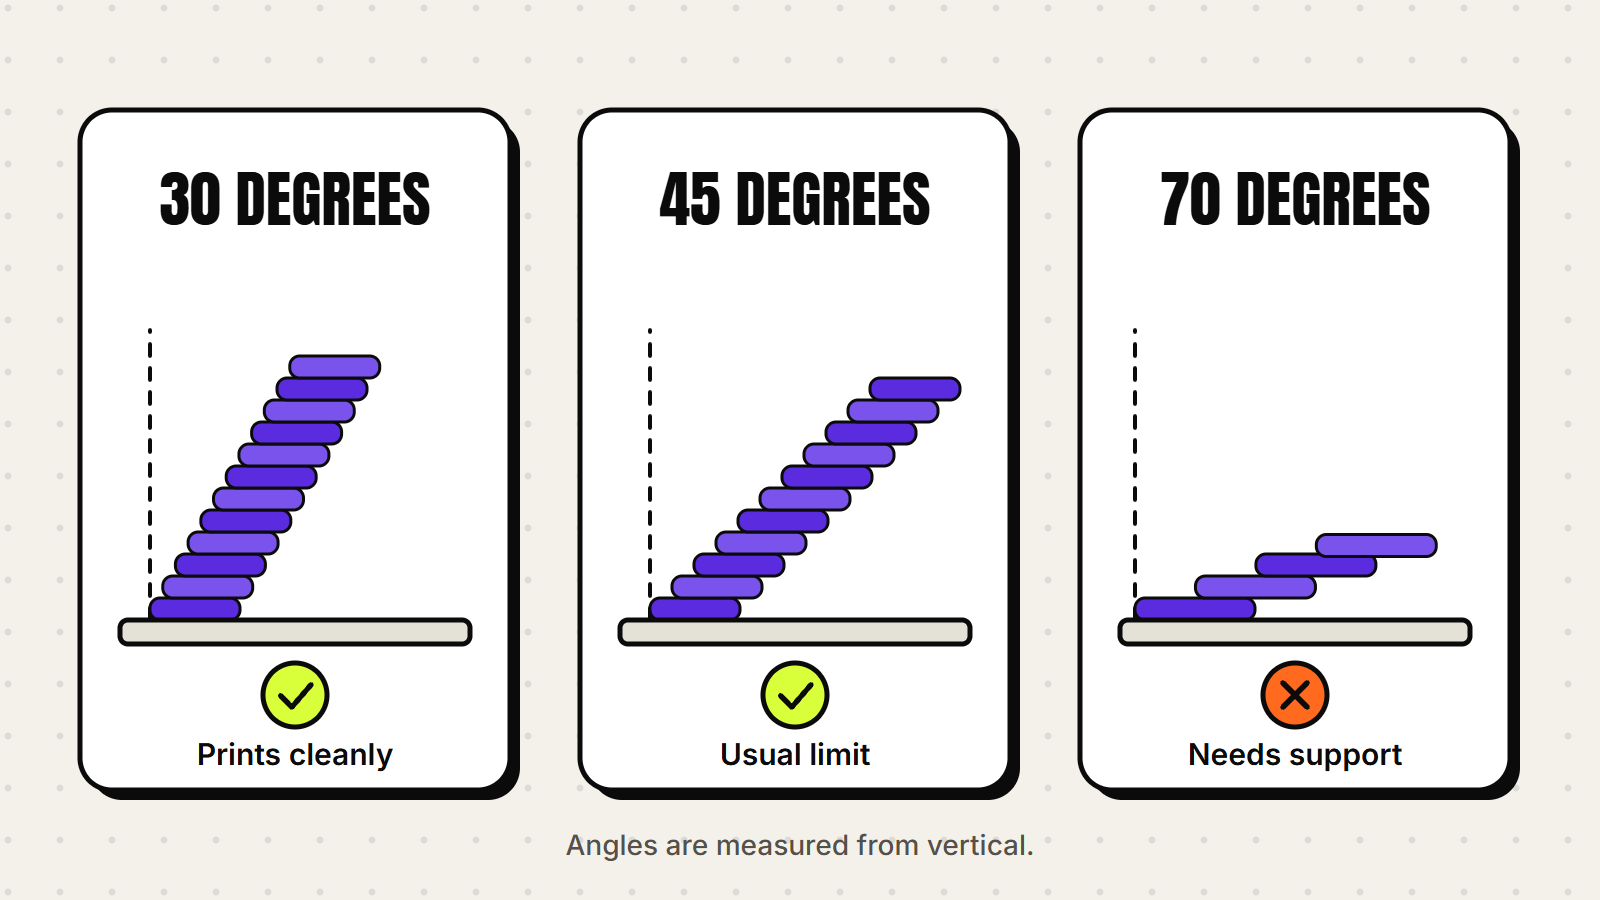 30 DEGREES
45 DEGREES
70 DEGREES
Prints cleanly
Usual limit
Needs support
Angles are measured from vertical.